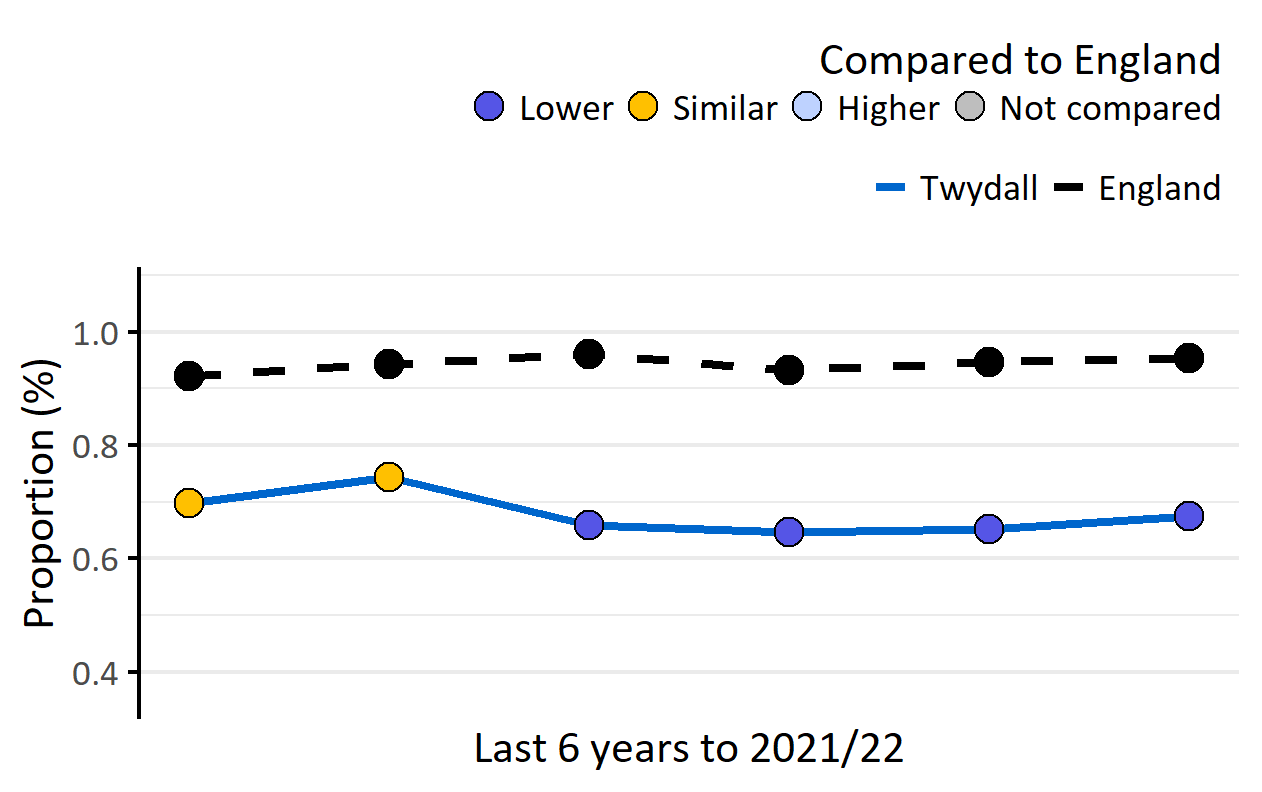 Compared to England
Lower Similar Higher Not compared
Twydall England
1.0
0.8
0.6
0.4
Proportion (%)
Last 6 years to 2021/22